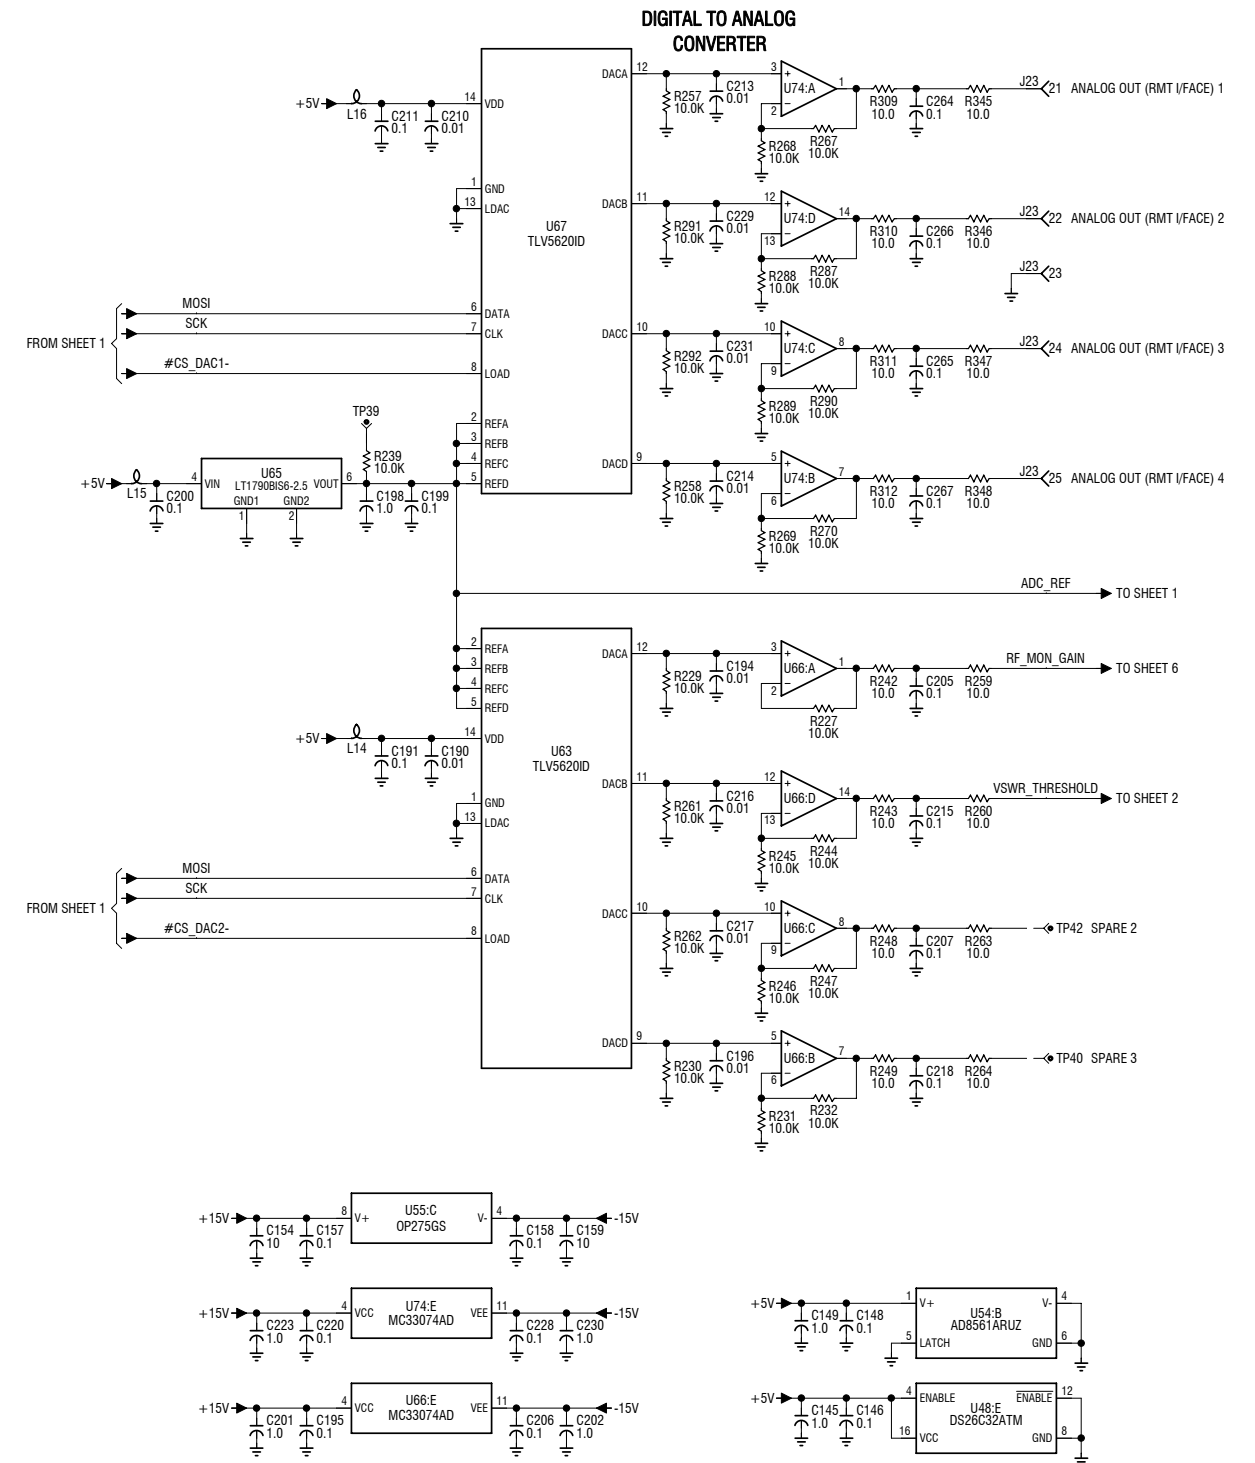 DIGITAL TO ANALOG
CONVERTER
+5V
L16
C211
0.1
C210
0.01
14
VDD
1
GND
13
LDAC
U67
TLV5620ID
FROM SHEET 1
MOSI
6
DATA
SCK
7
CLK
#CS_DAC1-
8
LOAD
2
REFA
3
REFB
4
REFC
5
REFD
TP39
R239
10.0K
+5V
L15
C200
0.1
4
VIN
U65
LT1790BIS6-2.5
VOUT
6
GND1
GND2
1
2
C198
1.0
C199
0.1
DACA
12
R257
10.0K
C213
0.01
3
+
U74:A
1
–
2
R268
10.0K
R267
10.0K
R309
10.0
C264
0.1
R345
10.0
J23
21 ANALOG OUT (RMT I/FACE) 1
DACB
11
R291
10.0K
C229
0.01
12
+
U74:D
14
–
13
R288
10.0K
R287
10.0K
R310
10.0
C266
0.1
R346
10.0
J23
22 ANALOG OUT (RMT I/FACE) 2
J23
23
DACC
10
R292
10.0K
C231
0.01
10
+
U74:C
8
–
9
R289
10.0K
R290
10.0K
R311
10.0
C265
0.1
R347
10.0
J23
24 ANALOG OUT (RMT I/FACE) 3
DACD
9
R258
10.0K
C214
0.01
5
+
U74:B
7
–
6
R269
10.0K
R270
10.0K
R312
10.0
C267
0.1
R348
10.0
J23
25 ANALOG OUT (RMT I/FACE) 4
ADC_REF
TO SHEET 1
2
REFA
3
REFB
4
REFC
5
REFD
+5V
L14
C191
0.1
C190
0.01
14
VDD
U63
TLV5620ID
1
GND
13
LDAC
FROM SHEET 1
MOSI
6
DATA
SCK
7
CLK
#CS_DAC2-
8
LOAD
DACA
12
R229
10.0K
C194
0.01
3
+
U66:A
1
–
2
R227
10.0K
R242
10.0
C205
0.1
R259
10.0
RF_MON_GAIN
TO SHEET 6
DACB
11
R261
10.0K
C216
0.01
12
+
U66:D
14
–
13
R245
10.0K
R244
10.0K
R243
10.0
C215
0.1
R260
10.0
VSWR_THRESHOLD
TO SHEET 2
DACC
10
R262
10.0K
C217
0.01
10
+
U66:C
8
–
9
R246
10.0K
R247
10.0K
R248
10.0
C207
0.1
R263
10.0
TP42 SPARE 2
DACD
9
R230
10.0K
C196
0.01
5
+
U66:B
7
–
6
R231
10.0K
R232
10.0K
R249
10.0
C218
0.1
R264
10.0
TP40 SPARE 3
+15V
C154
10
C157
0.1
8
V+
U55:C
OP275GS
V-
4
C158
0.1
C159
10
-15V
+15V
C223
1.0
C220
0.1
4
VCC
U74:E
MC33074AD
VEE
11
C228
0.1
C230
1.0
-15V
+15V
C201
1.0
C195
0.1
4
VCC
U66:E
MC33074AD
VEE
11
C206
0.1
C202
1.0
-15V
+5V
C149
1.0
C148
0.1
1
V+
U54:B
AD8561ARUZ
V-
4
5
LATCH
GND
6
+5V
C145
1.0
C146
0.1
4
ENABLE
ENABLE
12
U48:E
DS26C32ATM
16
VCC
GND
8